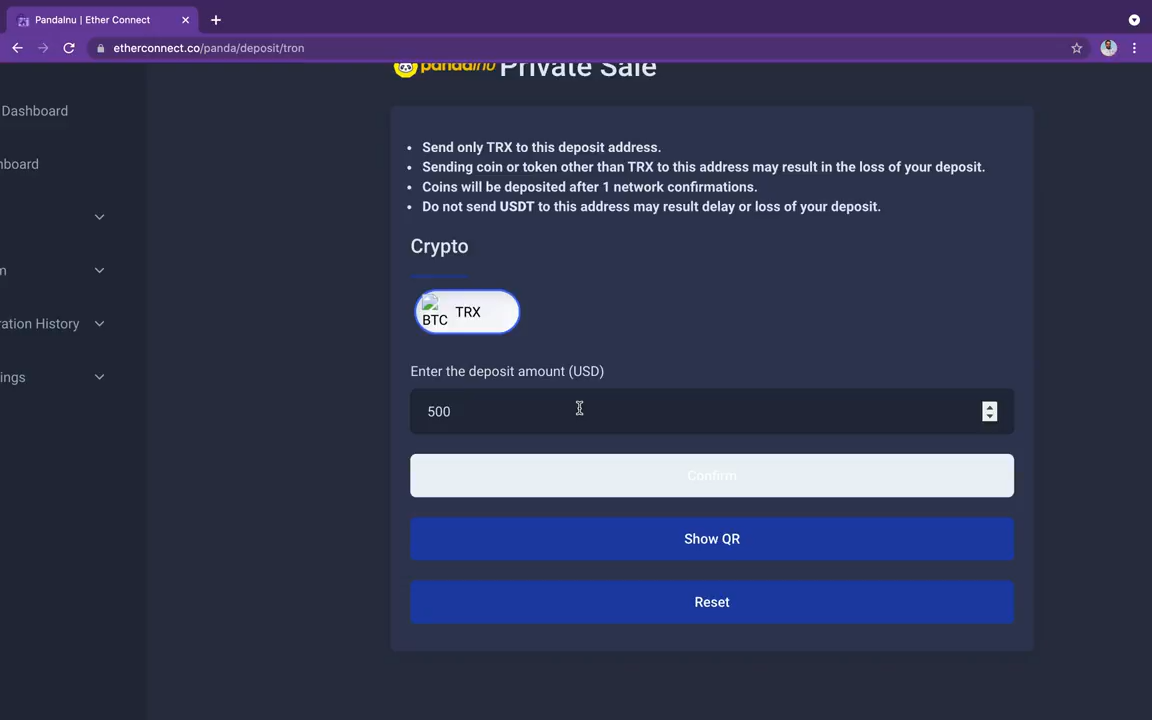 PandaInu | Ether Connect
etherconnect.co/panda/deposit/tron
pandaInu Private Sale
Dashboard
nboard
m
ration History
ings
Send only TRX to this deposit address.
Sending coin or token other than TRX to this address may result in the loss of your deposit.
Coins will be deposited after 1 network confirmations.
Do not send USDT to this address may result delay or loss of your deposit.
Crypto
BTC TRX
Enter the deposit amount (USD)
500
Confirm
Show QR
Reset